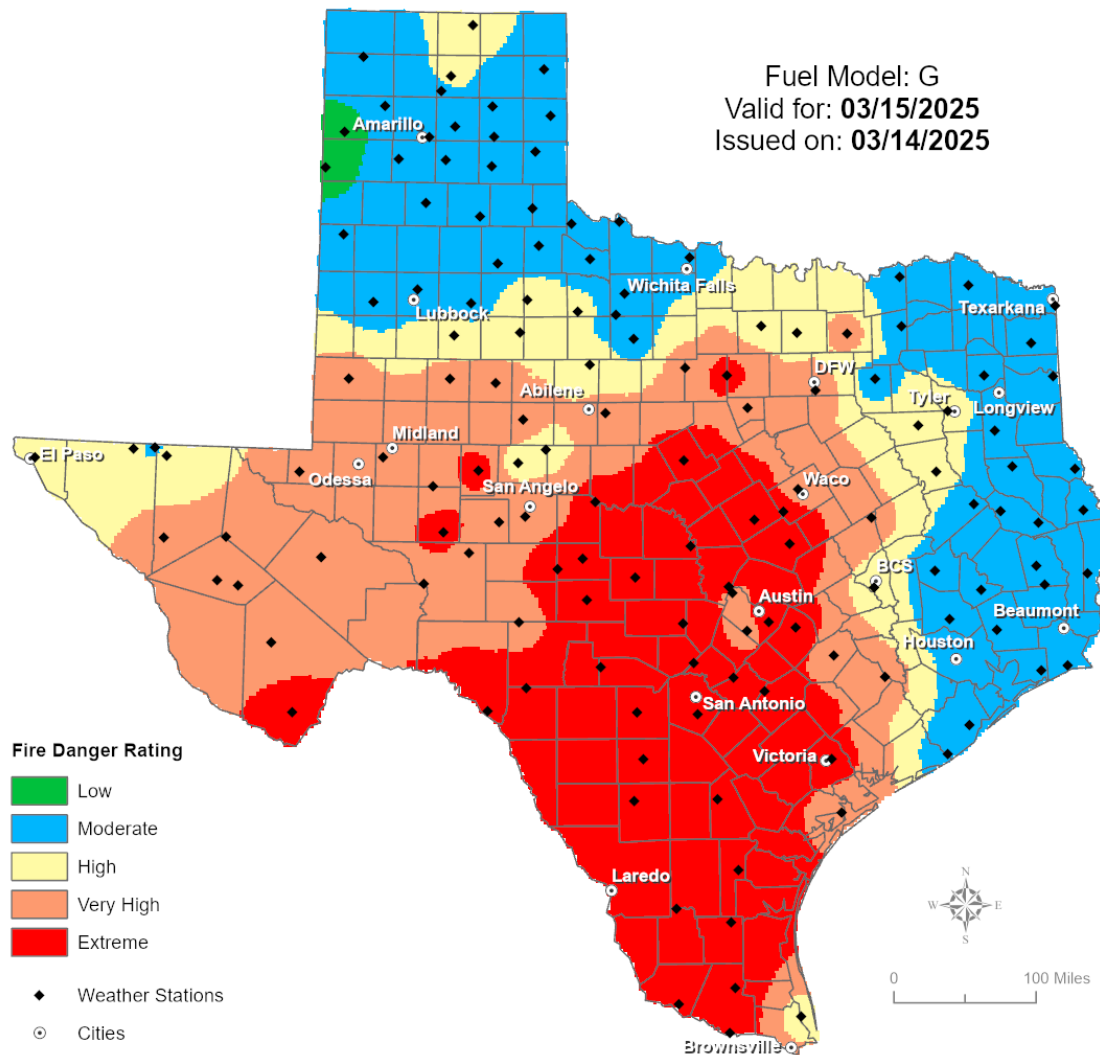 Fuel Model: G
Valid for: 03/15/2025
Issued on: 03/14/2025
Amarillo
Wichita Falls
Lubbock
Texarkana
DFW
Abilene
Tyler
Longview
El Paso
Midland
Odessa
San Angelo
Waco
BCS
Austin
Beaumont
Houston
San Antonio
Victoria
Laredo
Brownsville
Fire Danger Rating
Low
Moderate
High
Very High
Extreme
Weather Stations
Cities
N
W E
S
0 100 Miles